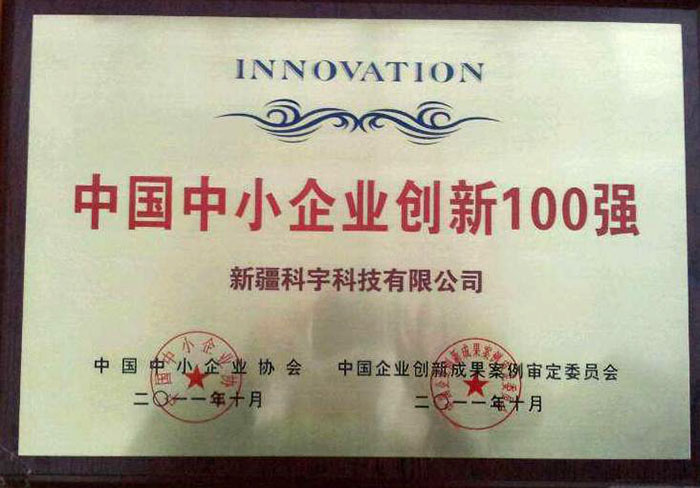 INNOVATION
中国中小企业创新100强
新疆科宇科技有限公司
中国中小企业协会 中国企业创新成果案例审定委员会
二〇一一年十月 二〇一一年十月